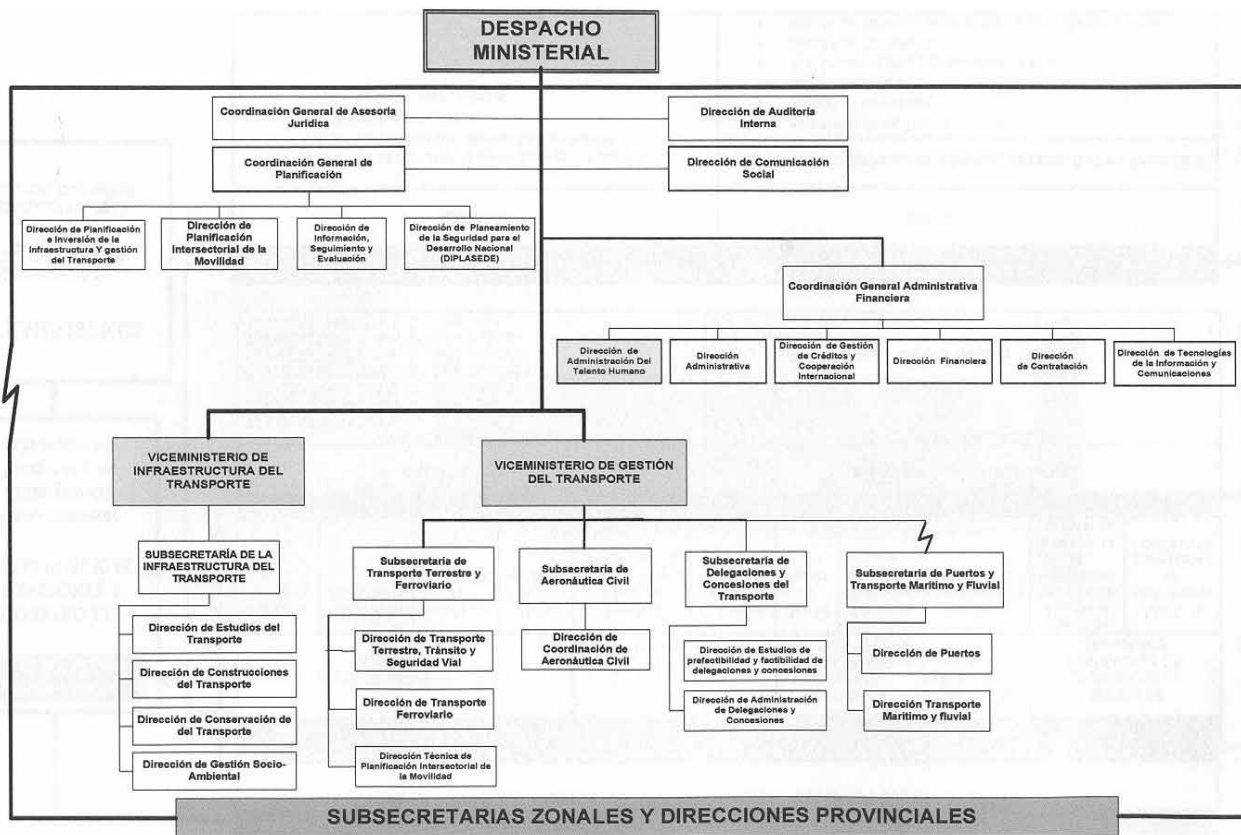 DESPACHO
MINISTERIAL
Coordinación General de Asesoría
Jurídica
Dirección de Auditoria
Interna
Coordinación General de
Planificación
Dirección de Comunicación
Social
Dirección de Planificación
e Inversión de la
Infraestructura Y gestión
del Transporte
Dirección de
Planificación
Intersectorial de la
Movilidad
Dirección de
Información,
Seguimiento y
Evaluación
Dirección de Planeamiento
de la Seguridad para el
Desarrollo Nacional
(DIPLASEDE)
Coordinación General Administrativa
Financiera
Dirección de
Administración Del
Talento Humano
Dirección
Administrativa
Dirección de Gestión
de Créditos y
Cooperación
Internacional
Dirección Financiera
Dirección
de Contratación
Dirección de Tecnologías
de la Información y
Comunicaciones
VICEMINISTERIO DE
INFRAESTRUCTURA DEL
TRANSPORTE
VICEMINISTERIO DE GESTIÓN
DEL TRANSPORTE
SUBSECRETARÍA DE LA
INFRAESTRUCTURA DEL
TRANSPORTE
Dirección de Estudios del
Transporte
Dirección de Construcciones
del Transporte
Dirección de Conservación de
del Transporte
Dirección de Gestión Socio-
Ambiental
Subsecretaría de
Transporte Terrestre y
Ferroviario
Dirección de Transporte
Terrestre, Tránsito y
Seguridad Vial
Dirección de Transporte
Ferroviario
Dirección Técnica de
Planificación Intersectorial de
la Movilidad
Subsecretaría de
Aeronáutica Civil
Dirección de
Coordinación de
Aeronáutica Civil
Subsecretaría de
Delegaciones y
Concesiones del
Transporte
Dirección de Estudios de
prefactibilidad y factibilidad de
delegaciones y concesiones
Dirección de Administración
de Delegaciones y
Concesiones
Subsecretaría de Puertos y
Transporte Marítimo y Fluvial
Dirección de Puertos
Dirección Transporte
Marítimo y fluvial
SUBSECRETARIAS ZONALES Y DIRECCIONES PROVINCIALES